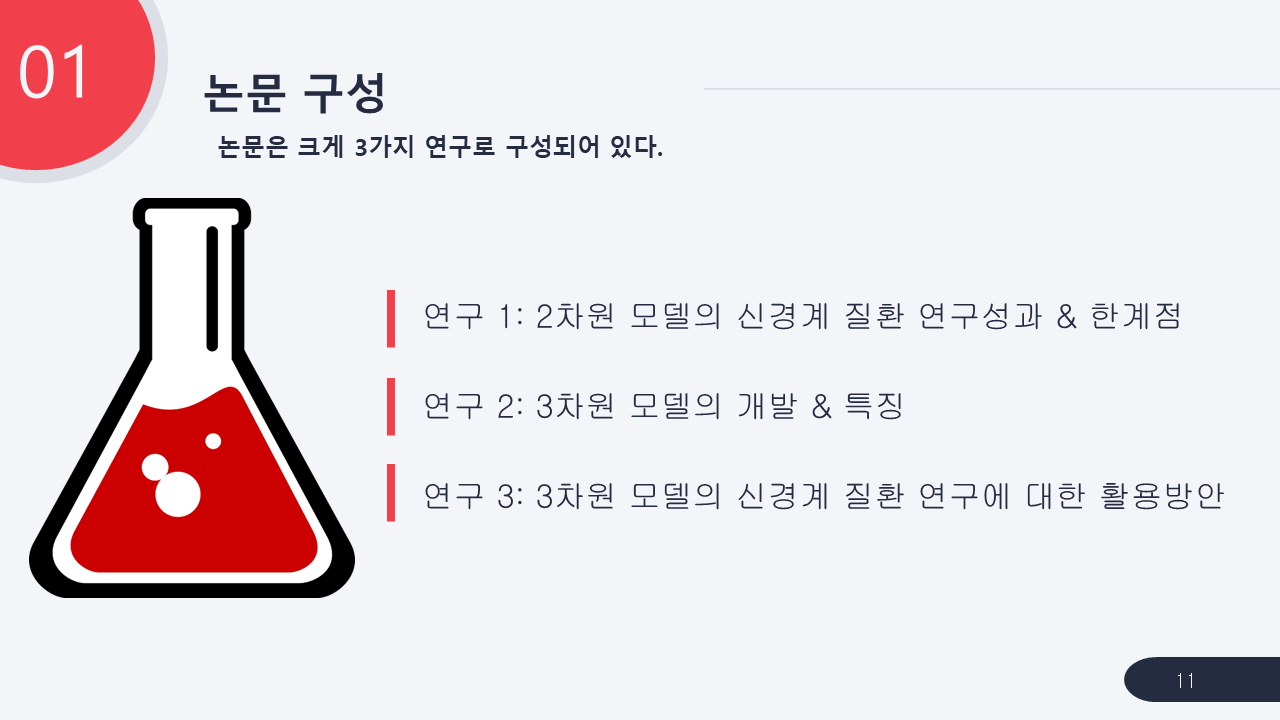 01
논문 구성
논문은 크게 3가지 연구로 구성되어 있다.
연구 1: 2차원 모델의 신경계 질환 연구성과 & 한계점
연구 2: 3차원 모델의 개발 & 특징
연구 3: 3차원 모델의 신경계 질환 연구에 대한 활용방안
11